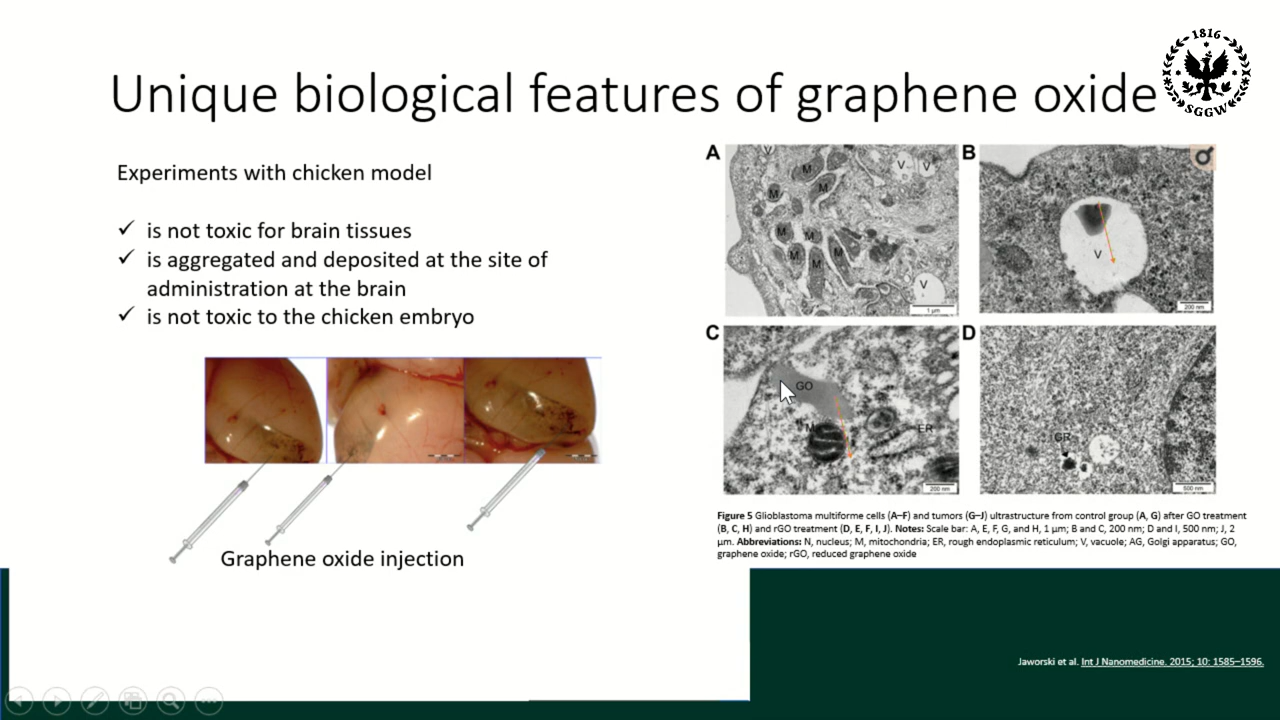 1816
SGGW
Unique biological features of graphene oxide
Experiments with chicken model
✓ is not toxic for brain tissues
✓ is aggregated and deposited at the site of
administration at the brain
✓ is not toxic to the chicken embryo
Graphene oxide injection
A
V
M
M
M
V
V
M
M
M
M
M
V
1 µm
B
V
200 nm
C
GO
M
ER
200 nm
D
GR
500 nm
Figure 5 Glioblastoma multiforme cells (A–F) and tumors (G–J) ultrastructure from control group (A, G) after GO treatment
(B, C, H) and rGO treatment (D, E, F, I, J). Notes: Scale bar: A, E, F, G, and H, 1 µm; B and C, 200 nm; D and I, 500 nm; J, 2
µm. Abbreviations: N, nucleus; M, mitochondria; ER, rough endoplasmic reticulum; V, vacuole; AG, Golgi apparatus; GO,
graphene oxide; rGO, reduced graphene oxide
Jaworski et al. Int J Nanomedicine. 2015; 10: 1585–1596.